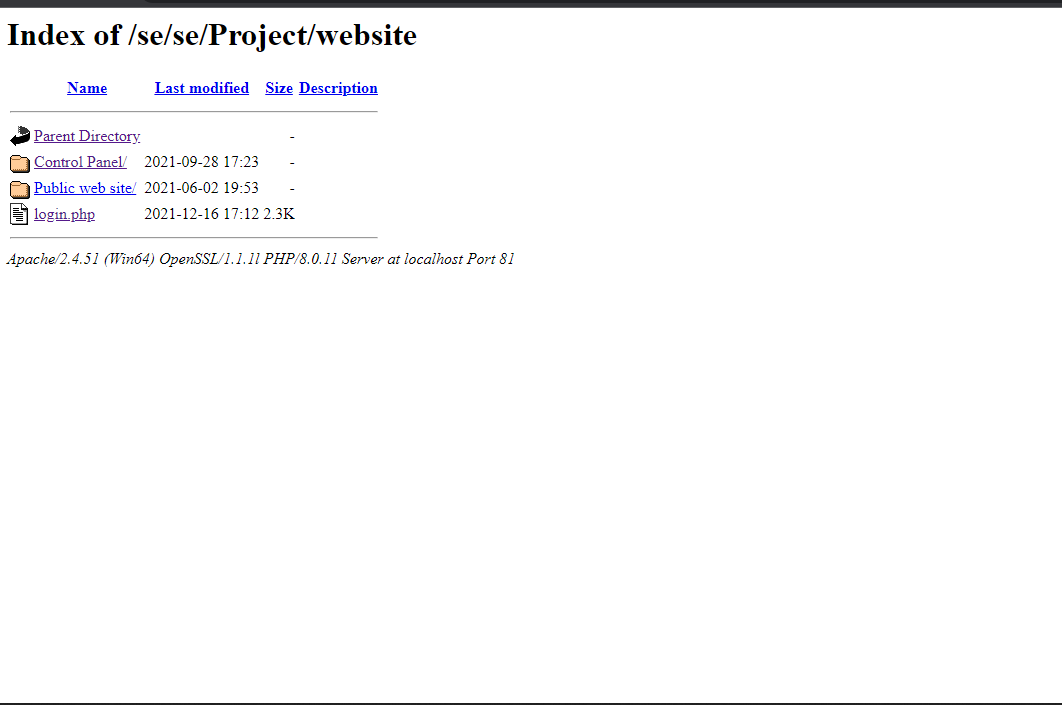 Index of /se/se/Project/website
Name Last modified Size Description
Parent Directory -
Control Panel/ 2021-09-28 17:23 -
Public web site/ 2021-06-02 19:53 -
login.php 2021-12-16 17:12 2.3K
Apache/2.4.51 (Win64) OpenSSL/1.1.1l PHP/8.0.11 Server at localhost Port 81